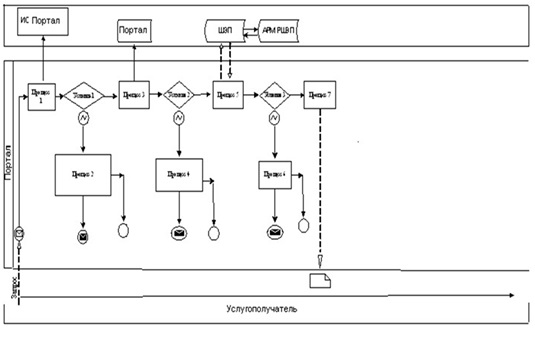 ИС Портал
Портал
ШЭП
АРМ РШЭП
Процесс
1
Условие 1
Процесс 3
Условие 2
Процесс 5
Условие 3
Процесс 7
Процесс 2
Процесс 4
Портал
Запрос
Услугополучатель